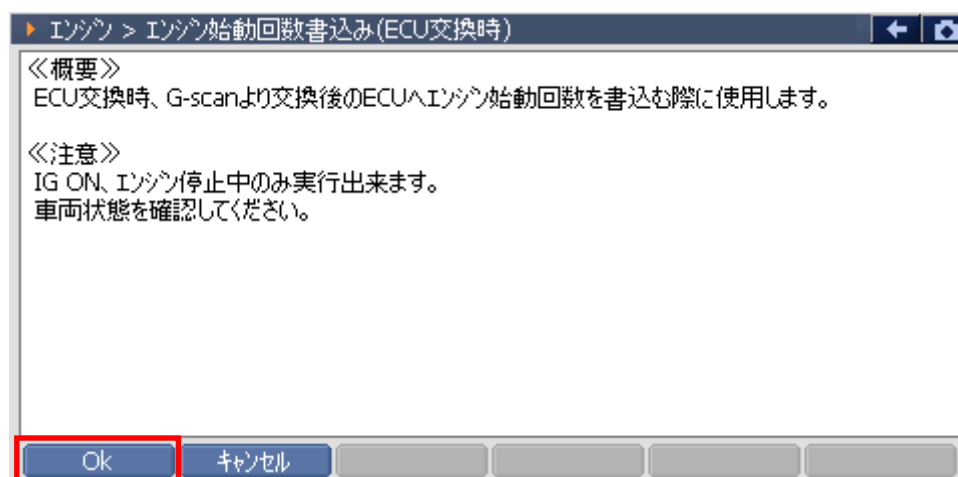 エンジン > エンジン始動回数書込み(ECU交換時)
≪概要≫
ECU交換時、G-scanより交換後のECUへエンジン始動回数を書込む際に使用します。
≪注意≫
IG ON、エンジン停止中のみ実行出来ます。
車両状態を確認してください。
Ok
キャンセル